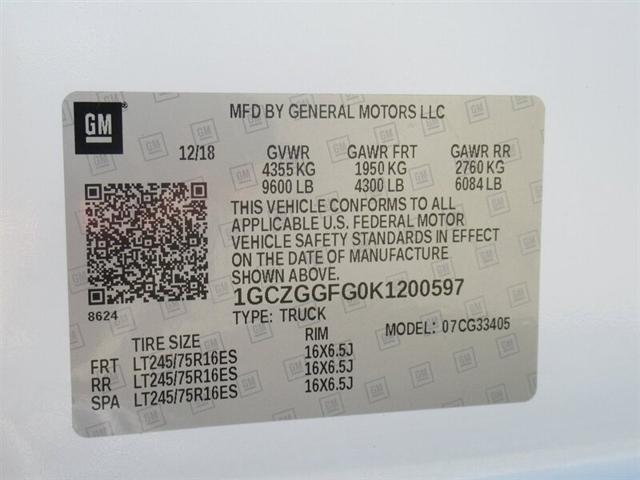 GM
MFD BY GENERAL MOTORS LLC
12/18 GVWR GAWR FRT GAWR RR
4355 KG 1950 KG 2760 KG
9600 LB 4300 LB 6084 LB
THIS VEHICLE CONFORMS TO ALL
APPLICABLE U.S. FEDERAL MOTOR
VEHICLE SAFETY STANDARDS IN EFFECT
ON THE DATE OF MANUFACTURE
SHOWN ABOVE.
1GCZGGFG0K1200597
8624
TYPE: TRUCK MODEL: 07CG33405
TIRE SIZE RIM
FRT LT245/75R16ES 16X6.5J
RR LT245/75R16ES 16X6.5J
SPA LT245/75R16ES 16X6.5J